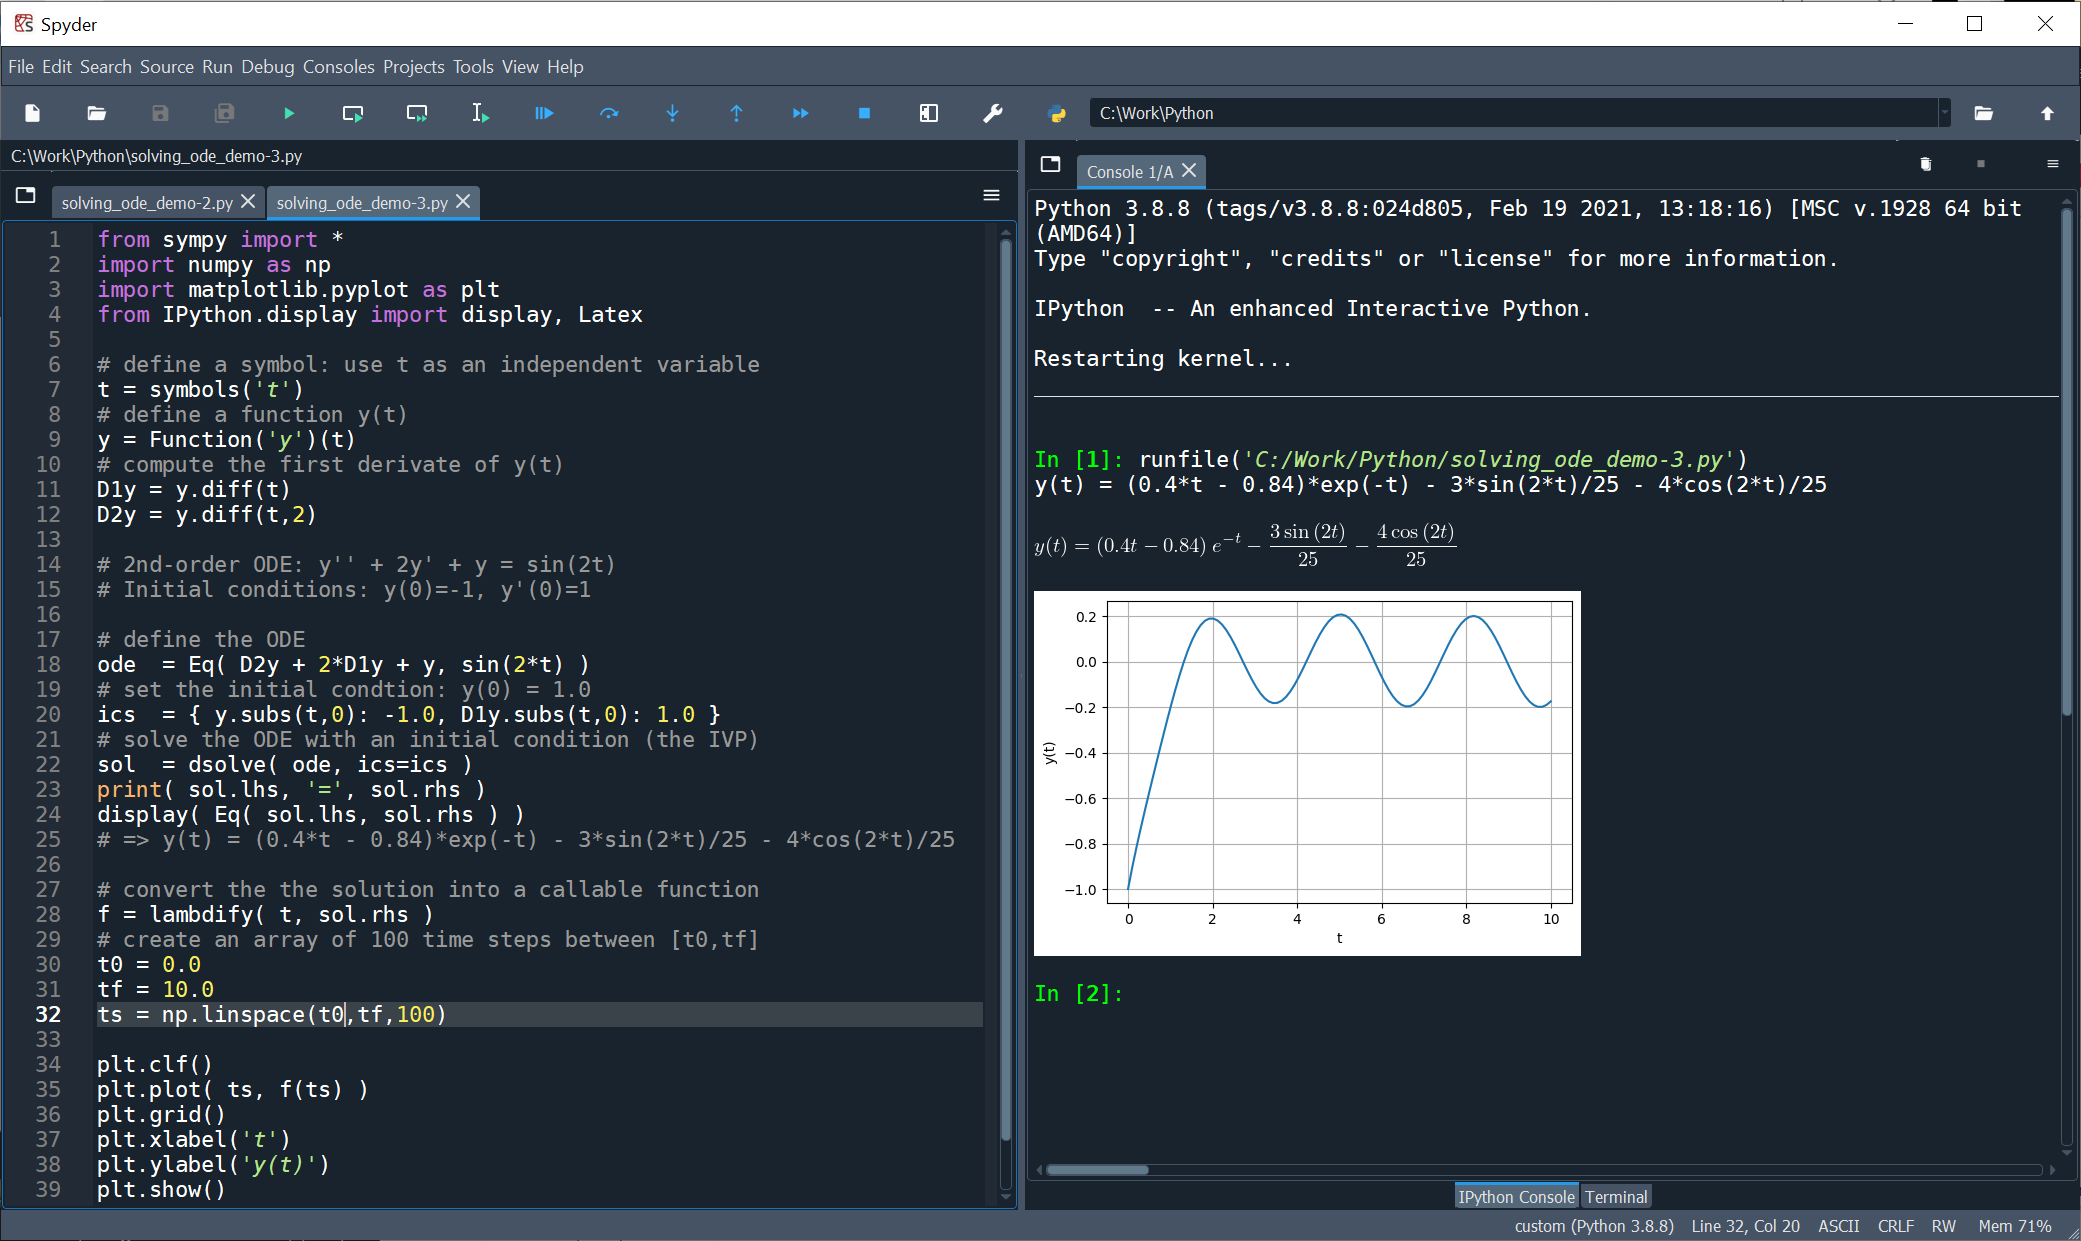 Spyder
File Edit Search Source Run Debug Consoles Projects Tools View Help
C:\Work\Python
C:\Work\Python\solving_ode_demo-3.py
solving_ode_demo-2.py
solving_ode_demo-3.py
1 from sympy import *
2 import numpy as np
3 import matplotlib.pyplot as plt
4 from IPython.display import display, Latex
5
6 # define a symbol: use t as an independent variable
7 t = symbols('t')
8 # define a function y(t)
9 y = Function('y')(t)
10 # compute the first derivate of y(t)
11 D1y = y.diff(t)
12 D2y = y.diff(t,2)
13
14 # 2nd-order ODE: y'' + 2y' + y = sin(2t)
15 # Initial conditions: y(0)=-1, y'(0)=1
16
17 # define the ODE
18 ode  = Eq( D2y + 2*D1y + y, sin(2*t) )
19 # set the initial condtion: y(0) = 1.0
20 ics  = { y.subs(t,0): -1.0, D1y.subs(t,0): 1.0 }
21 # solve the ODE with an initial condition (the IVP)
22 sol  = dsolve( ode, ics=ics )
23 print( sol.lhs, '=', sol.rhs )
24 display( Eq( sol.lhs, sol.rhs ) )
25 # => y(t) = (0.4*t - 0.84)*exp(-t) - 3*sin(2*t)/25 - 4*cos(2*t)/25
26
27 # convert the the solution into a callable function
28 f = lambdify( t, sol.rhs )
29 # create an array of 100 time steps between [t0,tf]
30 t0 = 0.0
31 tf = 10.0
32 ts = np.linspace(t0,tf,100)
33
34 plt.clf()
35 plt.plot( ts, f(ts) )
36 plt.grid()
37 plt.xlabel('t')
38 plt.ylabel('y(t)')
39 plt.show()
Console 1/A
Python 3.8.8 (tags/v3.8.8:024d805, Feb 19 2021, 13:18:16) [MSC v.1928 64 bit
(AMD64)]
Type "copyright", "credits" or "license" for more information.
IPython  -- An enhanced Interactive Python.
Restarting kernel...
In [1]: runfile('C:/Work/Python/solving_ode_demo-3.py')
y(t) = (0.4*t - 0.84)*exp(-t) - 3*sin(2*t)/25 - 4*cos(2*t)/25
y(t) = (0.4t − 0.84) e^{−t} − 3 sin (2t)/25 − 4 cos (2t)/25
0.2
0.0
−0.2
−0.4
−0.6
−0.8
−1.0
y(t)
0 2 4 6 8 10
t
In [2]:
IPython Console Terminal
custom (Python 3.8.8) Line 32, Col 20 ASCII CRLF RW Mem 71%